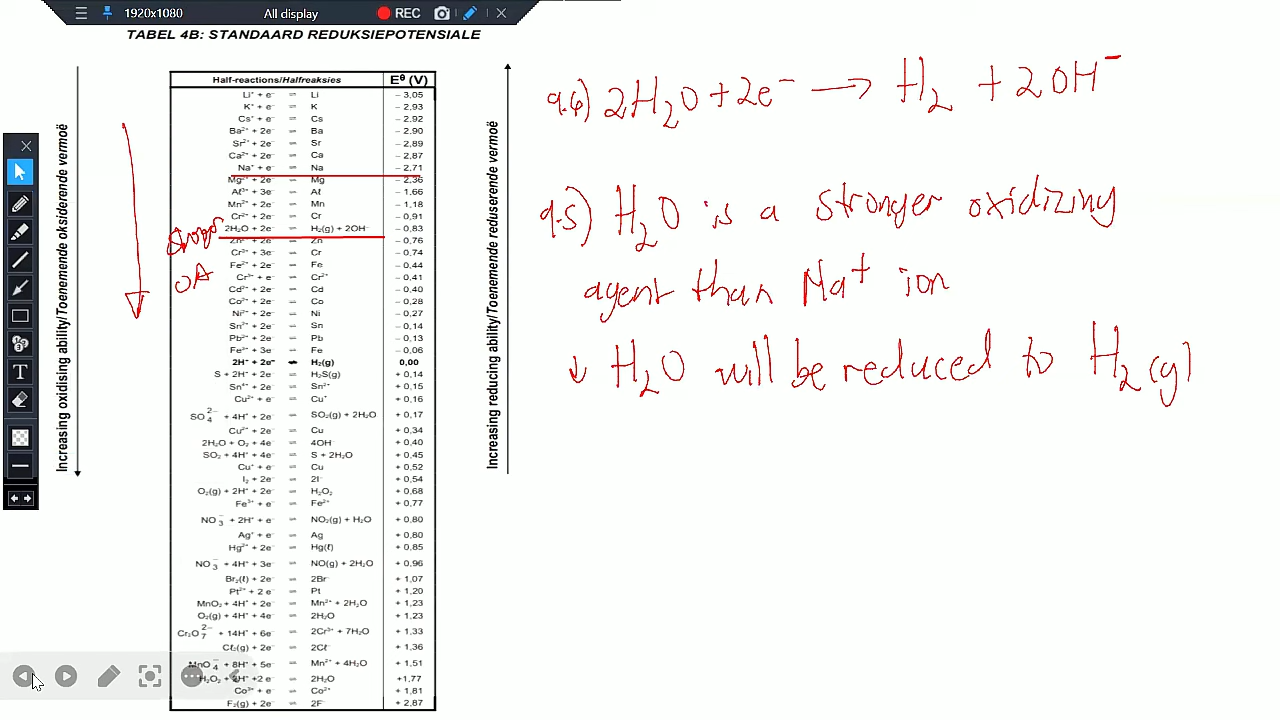 1920x1080 All display REC
TABEL 4B: STANDAARD REDUKSIEPOTENSIALE
Increasing oxidising ability/Toenemende oksiderende vermoë
Half-reactions/Halfreaksies E^θ (V)
Li⁺ + e⁻ ⇌ Li − 3,05
K⁺ + e⁻ ⇌ K − 2,93
Cs⁺ + e⁻ ⇌ Cs − 2,92
Ba²⁺ + 2e⁻ ⇌ Ba − 2,90
Sr²⁺ + 2e⁻ ⇌ Sr − 2,89
Ca²⁺ + 2e⁻ ⇌ Ca − 2,87
Na⁺ + e⁻ ⇌ Na − 2,71
Mg²⁺ + 2e⁻ ⇌ Mg − 2,36
Aℓ³⁺ + 3e⁻ ⇌ Aℓ − 1,66
Mn²⁺ + 2e⁻ ⇌ Mn − 1,18
Cr²⁺ + 2e⁻ ⇌ Cr − 0,91
2H₂O + 2e⁻ ⇌ H₂(g) + 2OH⁻ − 0,83
Zn²⁺ + 2e⁻ ⇌ Zn − 0,76
Cr³⁺ + 3e⁻ ⇌ Cr − 0,74
Fe²⁺ + 2e⁻ ⇌ Fe − 0,44
Cr³⁺ + e⁻ ⇌ Cr²⁺ − 0,41
Cd²⁺ + 2e⁻ ⇌ Cd − 0,40
Co²⁺ + 2e⁻ ⇌ Co − 0,28
Ni²⁺ + 2e⁻ ⇌ Ni − 0,27
Sn²⁺ + 2e⁻ ⇌ Sn − 0,14
Pb²⁺ + 2e⁻ ⇌ Pb − 0,13
Fe³⁺ + 3e⁻ ⇌ Fe − 0,06
2H⁺ + 2e⁻ ⇌ H₂(g) 0,00
S + 2H⁺ + 2e⁻ ⇌ H₂S(g) + 0,14
Sn⁴⁺ + 2e⁻ ⇌ Sn²⁺ + 0,15
Cu²⁺ + e⁻ ⇌ Cu⁺ + 0,16
SO₄²⁻ + 4H⁺ + 2e⁻ ⇌ SO₂(g) + 2H₂O + 0,17
Cu²⁺ + 2e⁻ ⇌ Cu + 0,34
2H₂O + O₂ + 4e⁻ ⇌ 4OH⁻ + 0,40
SO₂ + 4H⁺ + 4e⁻ ⇌ S + 2H₂O + 0,45
Cu⁺ + e⁻ ⇌ Cu + 0,52
I₂ + 2e⁻ ⇌ 2I⁻ + 0,54
O₂(g) + 2H⁺ + 2e⁻ ⇌ H₂O₂ + 0,68
Fe³⁺ + e⁻ ⇌ Fe²⁺ + 0,77
NO₃⁻ + 2H⁺ + e⁻ ⇌ NO₂(g) + H₂O + 0,80
Ag⁺ + e⁻ ⇌ Ag + 0,80
Hg²⁺ + 2e⁻ ⇌ Hg(ℓ) + 0,85
NO₃⁻ + 4H⁺ + 3e⁻ ⇌ NO(g) + 2H₂O + 0,96
Br₂(ℓ) + 2e⁻ ⇌ 2Br⁻ + 1,07
Pt²⁺ + 2 e⁻ ⇌ Pt + 1,20
MnO₂ + 4H⁺ + 2e⁻ ⇌ Mn²⁺ + 2H₂O + 1,23
O₂(g) + 4H⁺ + 4e⁻ ⇌ 2H₂O + 1,23
Cr₂O₇²⁻ + 14H⁺ + 6e⁻ ⇌ 2Cr³⁺ + 7H₂O + 1,33
Cℓ₂(g) + 2e⁻ ⇌ 2Cℓ⁻ + 1,36
MnO₄⁻ + 8H⁺ + 5e⁻ ⇌ Mn²⁺ + 4H₂O + 1,51
H₂O₂ + 2H⁺ +2 e⁻ ⇌ 2H₂O +1,77
Co³⁺ + e⁻ ⇌ Co²⁺ + 1,81
F₂(g) + 2e⁻ ⇌ 2F⁻ + 2,87
OA
Increasing reducing ability/Toenemende reduserende vermoë
2H₂O + 2e⁻ → H₂ + 2OH⁻
9.5) H₂O is a stronger oxidizing
agent than Na⁺ ion
↓ H₂O will be reduced to H₂(g)
T